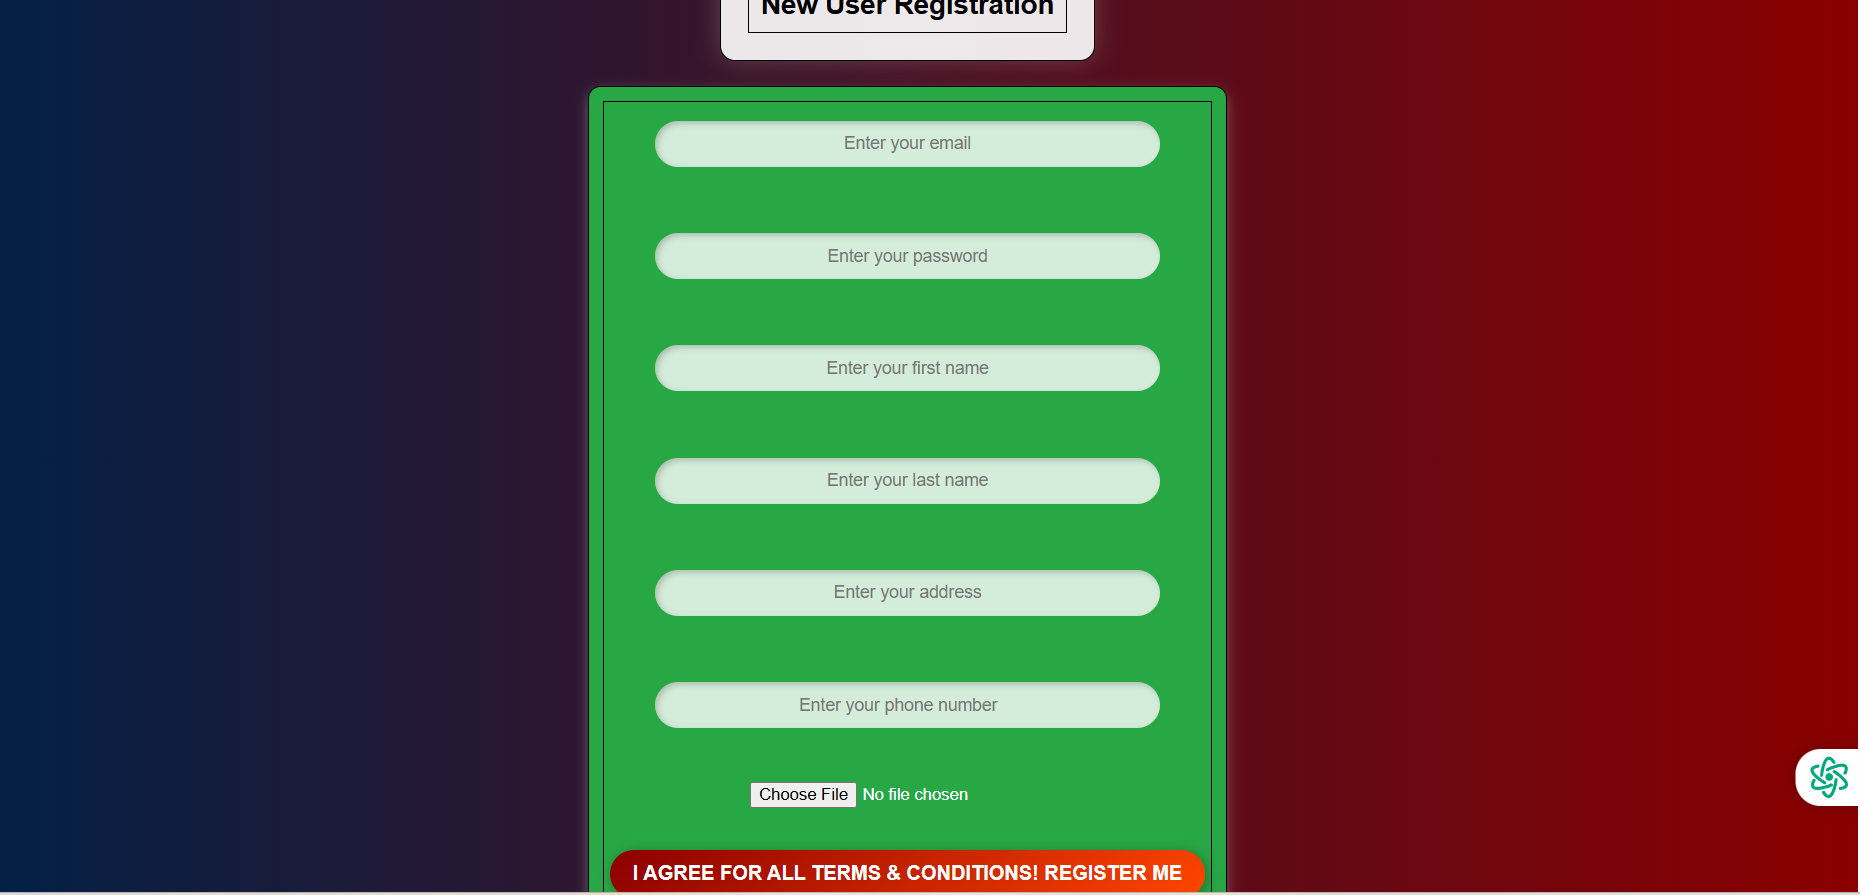 New User Registration
Enter your email
Enter your password
Enter your first name
Enter your last name
Enter your address
Enter your phone number
Choose File No file chosen
I AGREE FOR ALL TERMS & CONDITIONS! REGISTER ME